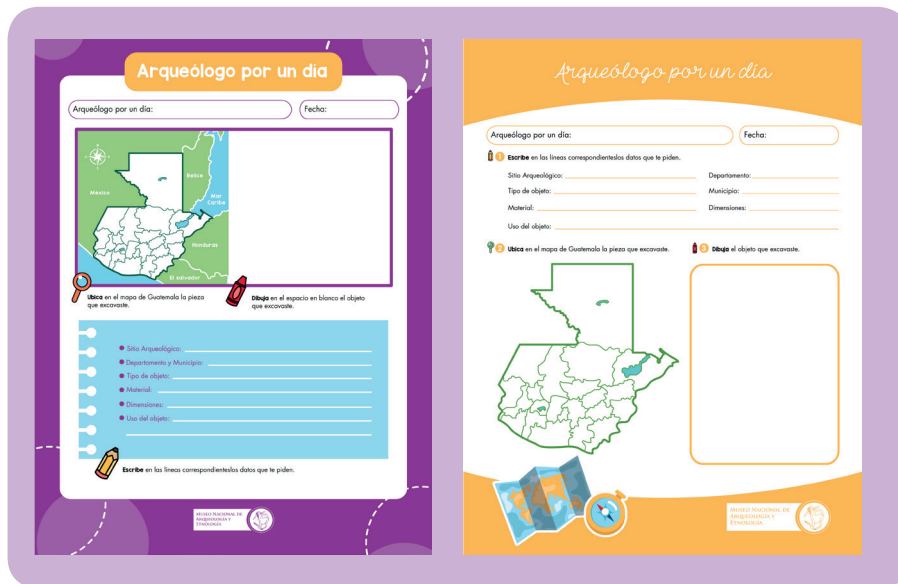 Arqueólogo por un día
Arqueólogo por un día:
Fecha:
México
Belice
Mar
Caribe
Honduras
El salvador
Ubica en el mapa de Guatemala la pieza
que excavaste.
Dibuja en el espacio en blanco el objeto
que excavaste.
Sitio Arqueológico:
Departamento y Municipio:
Tipo de objeto:
Material:
Dimensiones:
Uso del objeto:
Escribe en las líneas correspondienteslos datos que te piden.
Museo Nacional de
Arqueología y
Etnología
Arqueólogo por un día
Arqueólogo por un día:
Fecha:
1 Escribe en las líneas correspondienteslos datos que te piden.
Sitio Arqueológico:
Departamento:
Tipo de objeto:
Municipio:
Material:
Dimensiones:
Uso del objeto:
2 Ubica en el mapa de Guatemala la pieza que excavaste.
3 Dibuja el objeto que excavaste.
Museo Nacional de
Arqueología y
Etnología